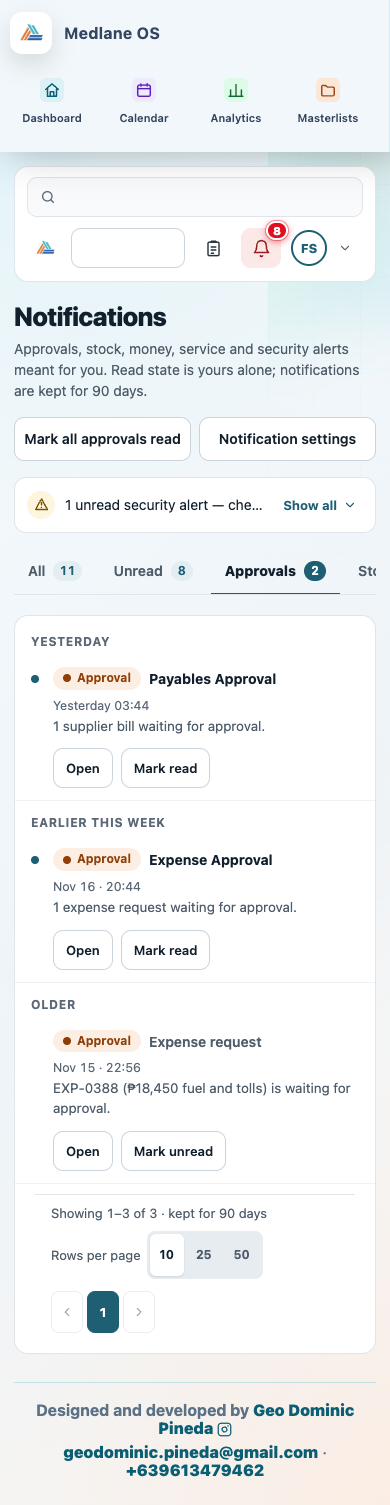 Medlane OS
Dashboard
Calendar
Analytics
Masterlists
8
FS
Notifications
Approvals, stock, money, service and security alerts
meant for you. Read state is yours alone; notifications
are kept for 90 days.
Mark all approvals read
Notification settings
1 unread security alert — che...
Show all
All 11
Unread 8
Approvals 2
Sto
YESTERDAY
Approval Payables Approval
Yesterday 03:44
1 supplier bill waiting for approval.
Open
Mark read
EARLIER THIS WEEK
Approval Expense Approval
Nov 16 · 20:44
1 expense request waiting for approval.
Open
Mark read
OLDER
Approval Expense request
Nov 15 · 22:56
EXP-0388 (₱18,450 fuel and tolls) is waiting for
approval.
Open
Mark unread
Showing 1–3 of 3 · kept for 90 days
Rows per page 10 25 50
‹ 1 ›
Designed and developed by Geo Dominic
Pineda
geodominic.pineda@gmail.com ·
+639613479462